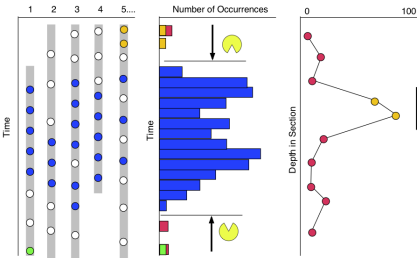 1 2 3 4 5....
Time
Number of Occurrences
Time
0 100
Depth in Section